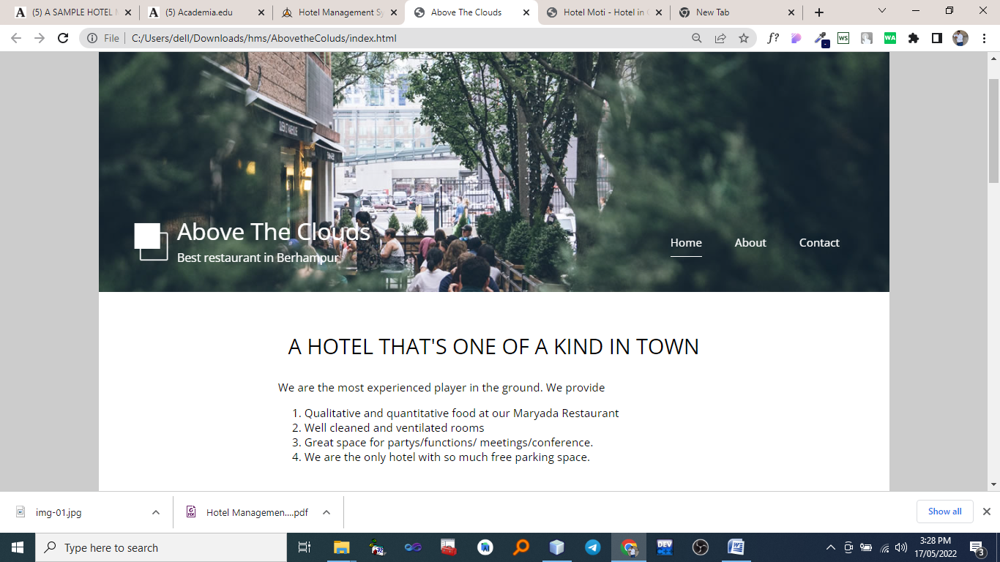 (5) A SAMPLE HOTEL M
(5) Academia.edu
Hotel Management Sy
Above The Clouds
Hotel Moti - Hotel in
New Tab
File
C:/Users/dell/Downloads/hms/AbovetheColuds/index.html
Above The Clouds
Best restaurant in Berhampur
Home
About
Contact
A HOTEL THAT'S ONE OF A KIND IN TOWN
We are the most experienced player in the ground. We provide
1. Qualitative and quantitative food at our Maryada Restaurant
2. Well cleaned and ventilated rooms
3. Great space for partys/functions/ meetings/conference.
4. We are the only hotel with so much free parking space.
img-01.jpg
Hotel Managemen....pdf
Show all
Type here to search
3:28 PM
17/05/2022
3